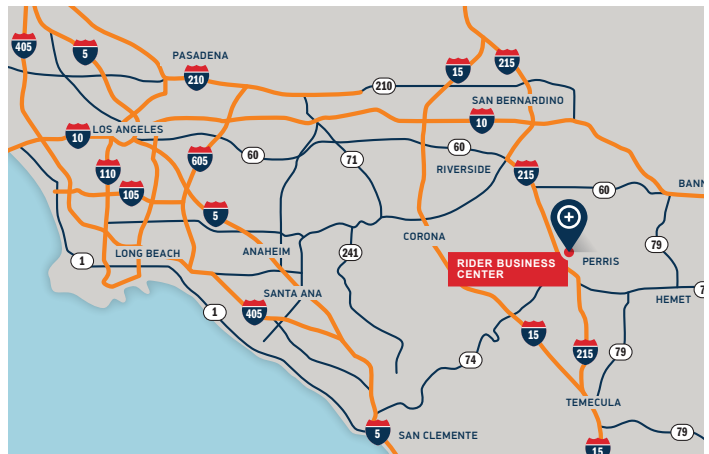 405
5
PASADENA
210
15
215
210
SAN BERNARDINO
10
LOS ANGELES
10
605
60
71
60
RIVERSIDE
110
105
215
60
BANN
5
CORONA
79
1
LONG BEACH
ANAHEIM
241
RIDER BUSINESS
CENTER
PERRIS
SANTA ANA
HEMET
7
1
405
15
74
215
79
TEMECULA
5
SAN CLEMENTE
79
15